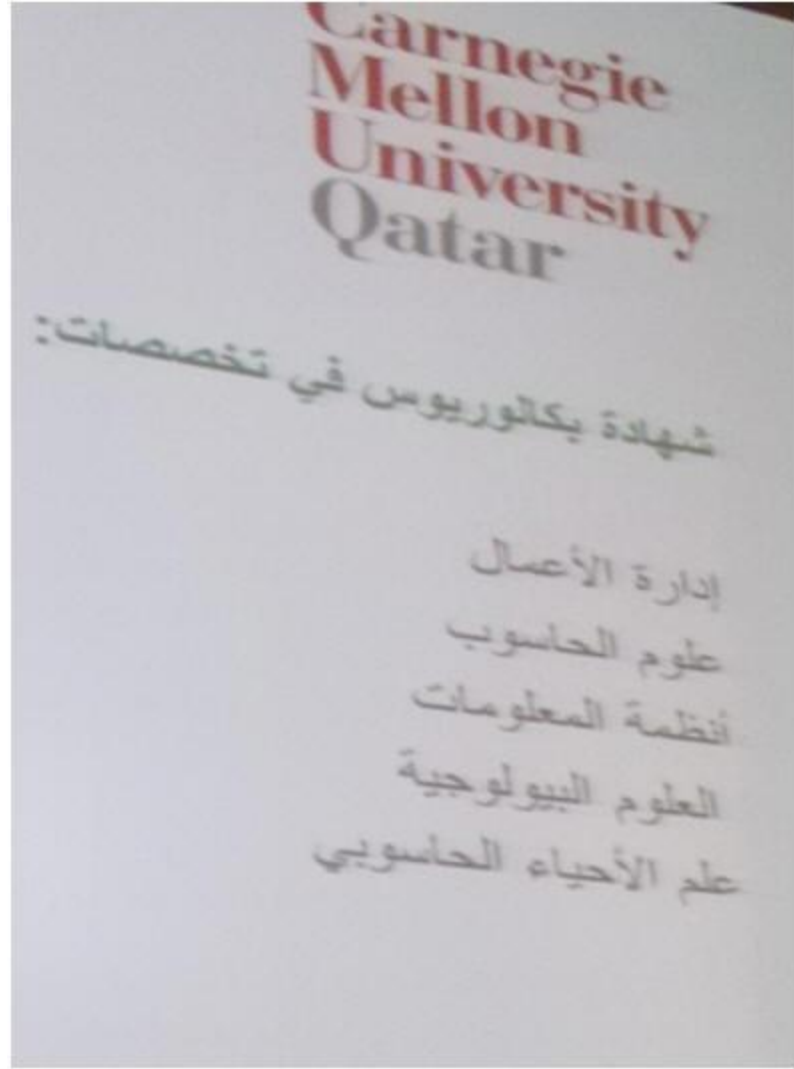 Carnegie
Mellon
University
Qatar
شهادة بكالوريوس في تخصصات:
إدارة الأعمال
علوم الحاسوب
أنظمة المعلومات
العلوم البيولوجية
علم الأحياء الحاسوبي